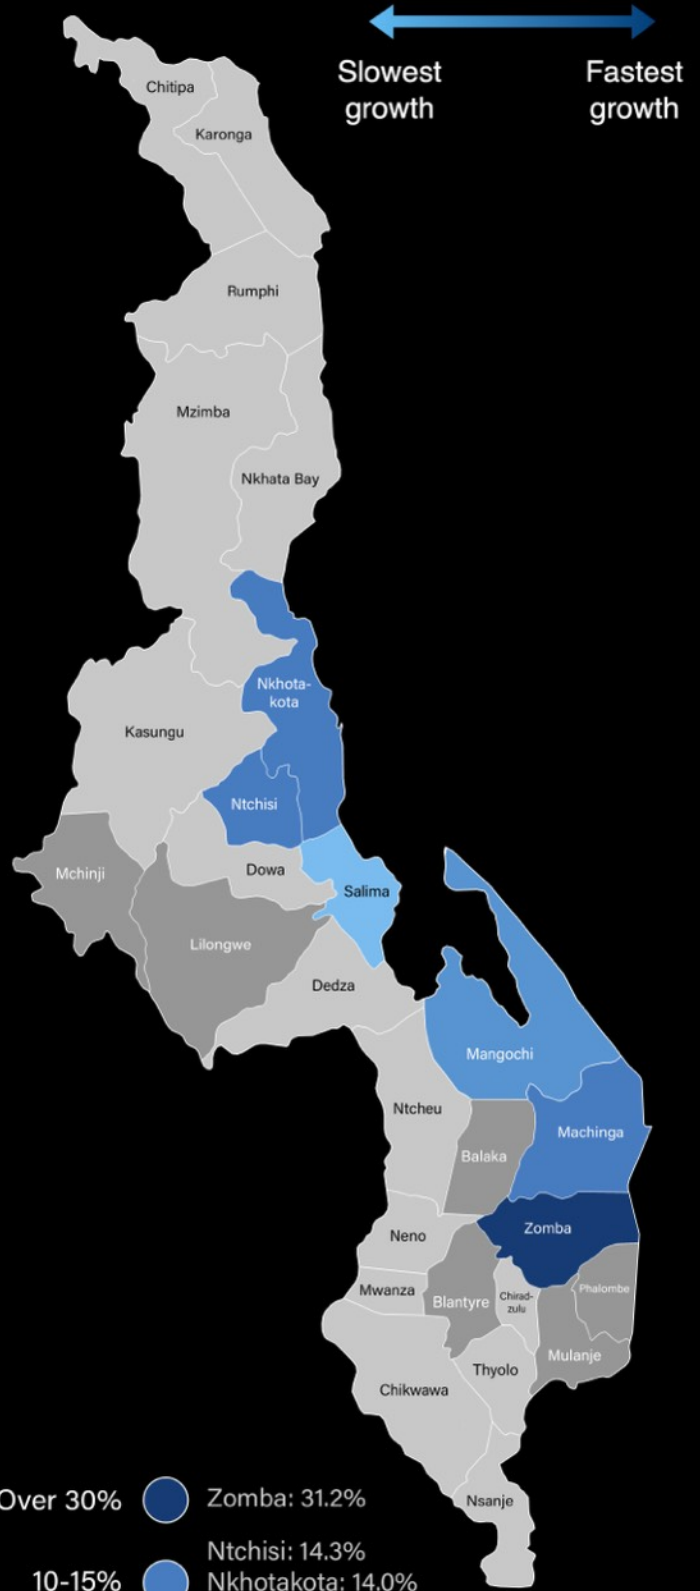 Slowest
growth
Fastest
growth
Chitipa
Karonga
Rumphi
Mzimba
Nkhata Bay
Nkhota-
kota
Kasungu
Ntchisi
Dowa
Mchinji
Salima
Lilongwe
Dedza
Mangochi
Ntcheu
Machinga
Balaka
Zomba
Neno
Mwanza
Blantyre
Chirad-
zulu
Phalombe
Mulanje
Thyolo
Chikwawa
Nsanje
Over 30%
Zomba: 31.2%
Ntchisi: 14.3%
10-15%
Nkhotakota: 14.0%